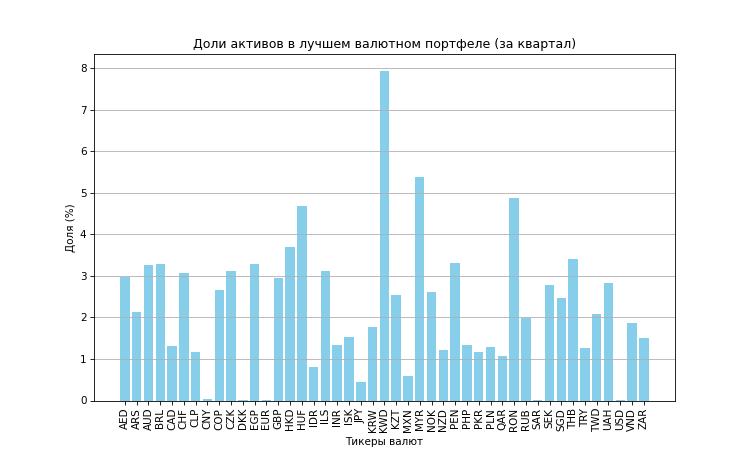 Доли активов в лучшем валютном портфеле (за квартал)
8
7
6
5
4
3
2
1
0
Доля (%)
AED ARS AUD BRL CAD CHF CLP CNY COP CZK DKK EGP EUR GBP HKD HUF IDR ILS INR ISK JPY KRW KWD KZT MXN MYR NOK NZD PEN PHP PKR PLN QAR RON RUB SAR SEK SGD THB TRY TWD UAH USD VND ZAR
Тикеры валют